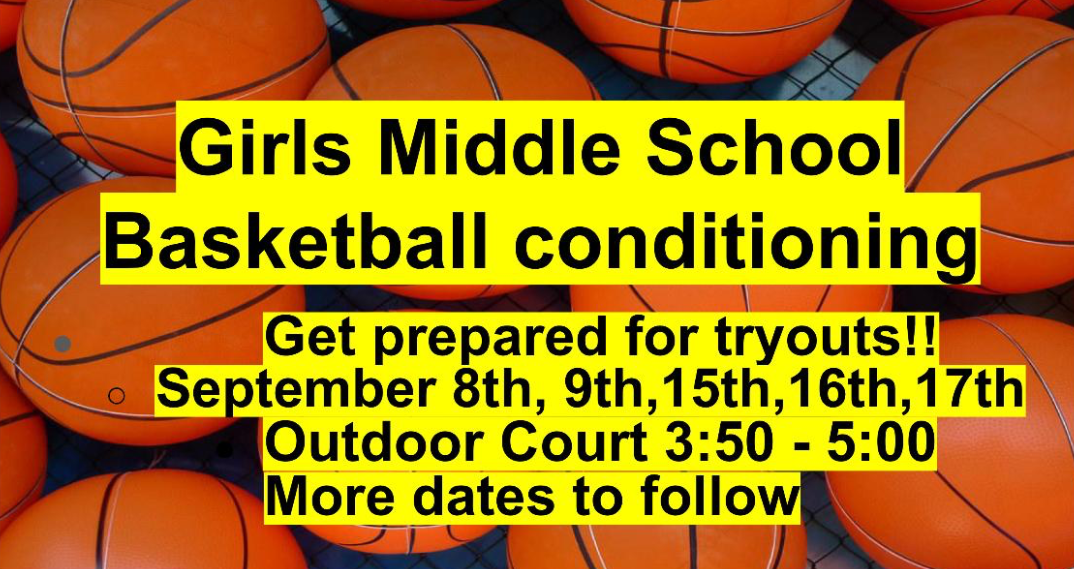 Girls Middle School
Basketball conditioning
Get prepared for tryouts!!
September 8th, 9th,15th,16th,17th
Outdoor Court 3:50 - 5:00
More dates to follow